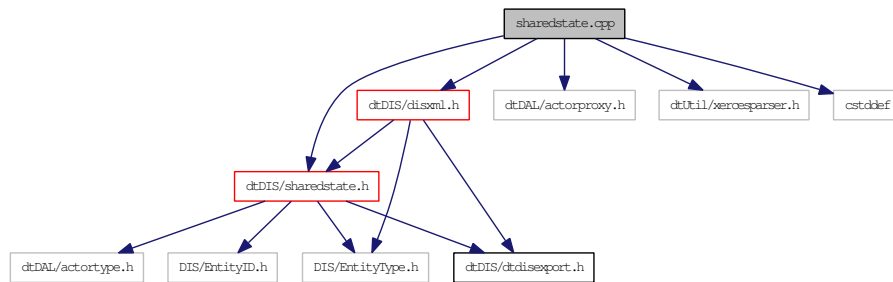 sharedstate.cpp
dtDIS/disxml.h
dtDAL/actorproxy.h
dtUtil/xercesparser.h
cstddef
dtDIS/sharedstate.h
dtDAL/actortype.h
DIS/EntityID.h
DIS/EntityType.h
dtDIS/dtdisexport.h